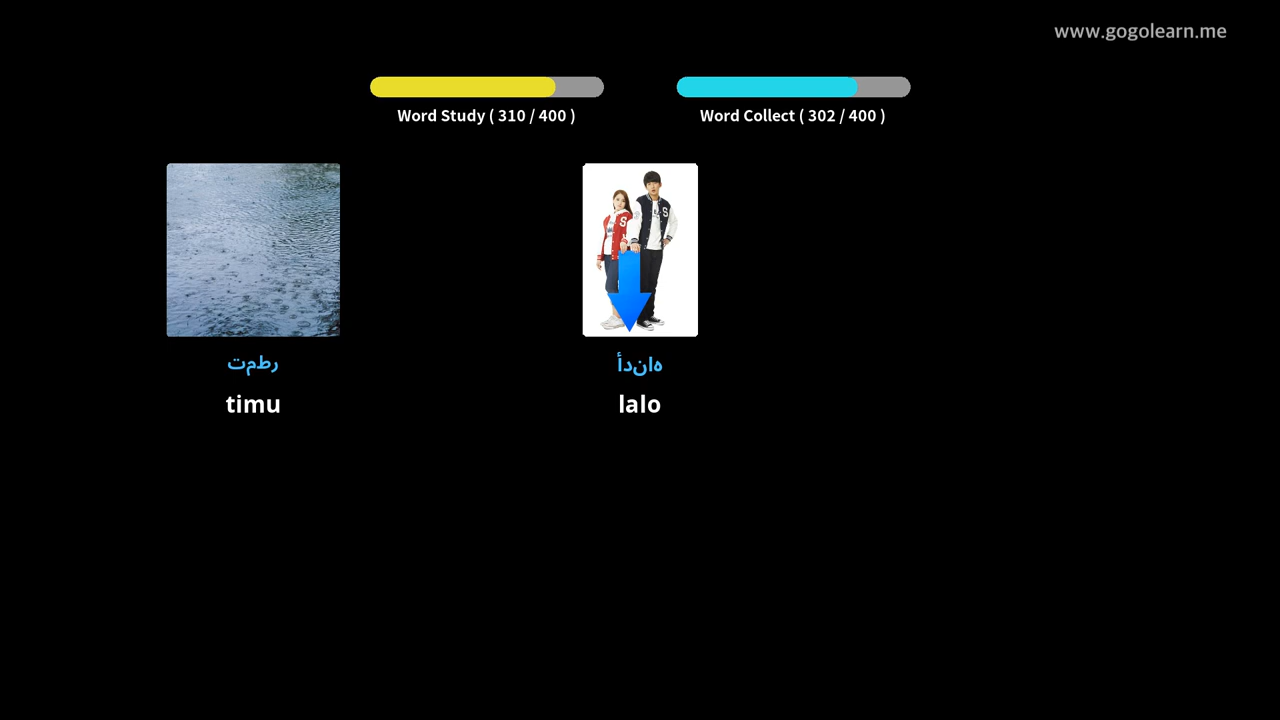 www.gogolearn.me
Word Study ( 310 / 400 )
Word Collect ( 302 / 400 )
رطمت
هاندأ
timu
lalo